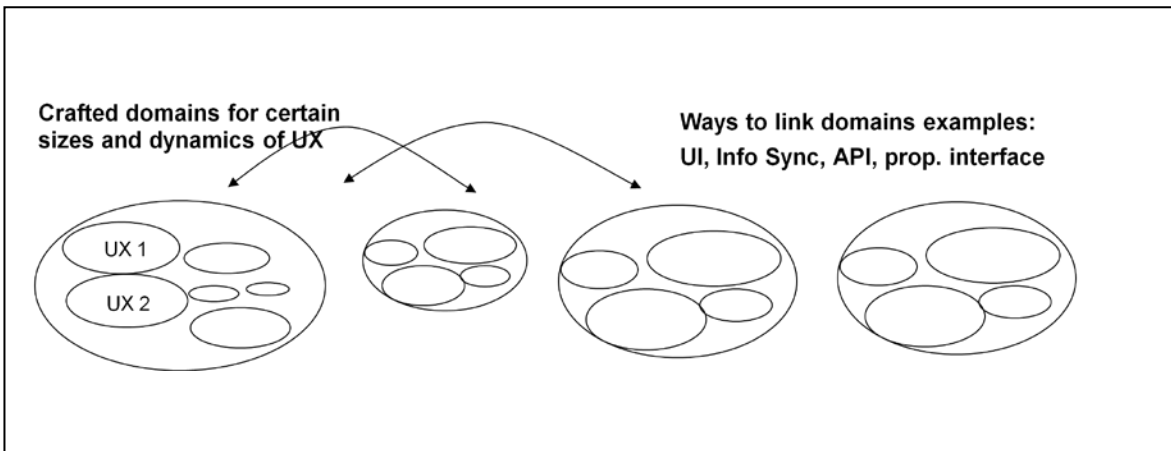 Crafted domains for certain
sizes and dynamics of UX
Ways to link domains examples:
UI, Info Sync, API, prop. interface
UX 1
UX 2